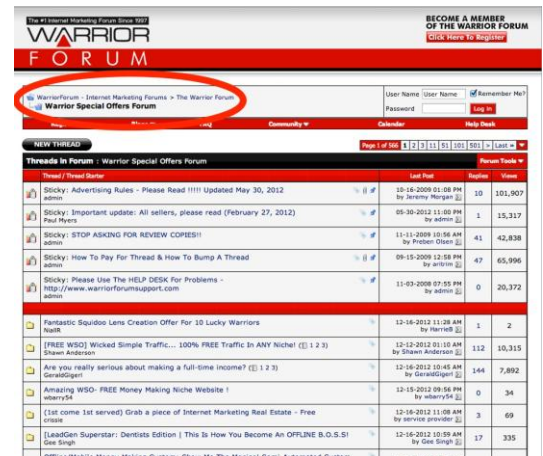 The #1 Internet Marketing Forum Since 1997
WARRIOR
FORUM
BECOME A MEMBER
OF THE WARRIOR FORUM
Click Here To Register
WarriorForum - Internet Marketing Forums > The Warrior Forum
Warrior Special Offers Forum
User Name User Name Remember Me?
Password Log in
Community Calendar Help Desk
NEW THREAD Page 1 of 566 1 2 3 11 51 101 501 > Last »
Threads in Forum : Warrior Special Offers Forum Forum Tools
Thread / Thread Starter Last Post Replies Views
Sticky: Advertising Rules - Please Read !!!!! Updated May 30, 2012 10-16-2009 01:08 PM 10 101,907
admin by Jeremy Morgan
Sticky: Important update: All sellers, please read (February 27, 2012) 05-30-2012 11:00 PM 1 15,317
Paul Myers by admin
Sticky: STOP ASKING FOR REVIEW COPIES!! 11-11-2009 10:56 AM 41 42,838
admin by Preben Olsen
Sticky: How To Pay For Thread & How To Bump A Thread 09-15-2009 12:58 PM 47 65,996
admin by aritrim
Sticky: Please Use The HELP DESK For Problems -
http://www.warriorforumsupport.com 11-03-2008 07:55 PM 0 20,372
admin by admin
Fantastic Squidoo Lens Creation Offer For 10 Lucky Warriors 12-16-2012 11:28 AM 1 2
NailR by HarrieB
[FREE WSO] Wicked Simple Traffic... 100% FREE Traffic IN ANY Niche! ( 1 2 3) 12-12-2012 01:10 AM 112 10,315
Shawn Anderson by Shawn Anderson
Are you really serious about making a full-time income? ( 1 2 3) 12-16-2012 10:45 AM 144 7,892
GeraldGigerl by GeraldGigerl
Amazing WSO- FREE Money Making Niche Website ! 12-15-2012 09:56 PM 0 34
wbarry54 by wbarry54
(1st come 1st served) Grab a piece of Internet Marketing Real Estate - Free 12-16-2012 11:08 AM 3 69
crissie by service provider
[LeadGen Superstar: Dentists Edition | This Is How You Become An OFFLINE B.O.S.S! 12-16-2012 10:59 AM 17 335
Gee Singh by Gee Singh